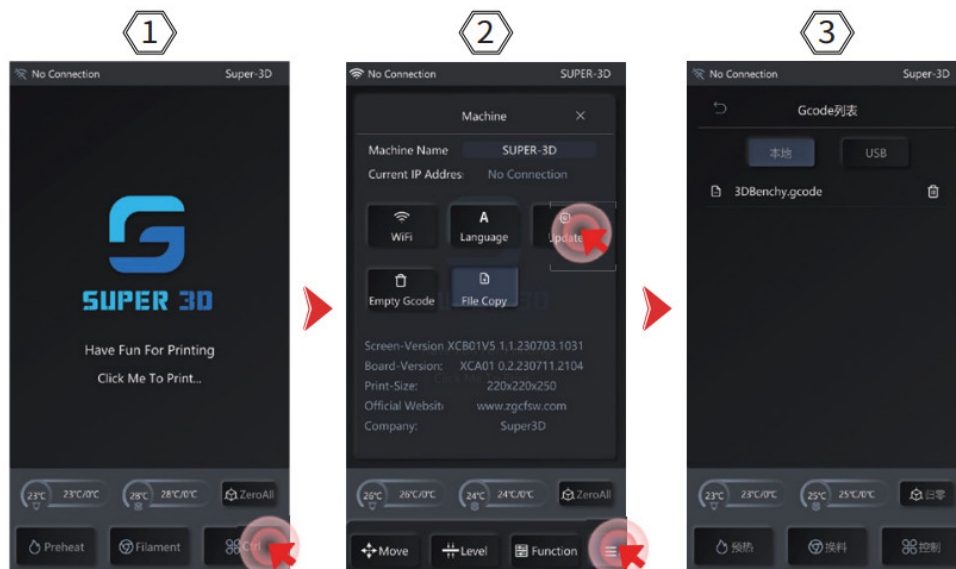 1
No Connection Super-3D
SUPER 3D
Have Fun For Printing
Click Me To Print...
23℃ 23℃/0℃ 28℃ 28℃/0℃ ZeroAll
Preheat Filament Ctrl
2
No Connection SUPER-3D
Machine ×
Machine Name SUPER-3D
Current IP Addres: No Connection
WiFi A Language Update
Empty Gcode FIle Copy
Screen-Version XCB01V5 1,1.230703.1031
Board-Version: XCA01 0.2.230711.2104
Print-Size: 220x220x250
Official Websit: www.zgcfsw.com
Company: Super3D
26℃ 26℃/0℃ 24℃ 24℃/0℃ ZeroAll
Move Level Function
3
No Connection Super-3D
Gcode列表
本地 USB
3DBenchy.gcode
23℃ 23℃/0℃ 25℃ 25℃/0℃ 归零
预热 换料 控制